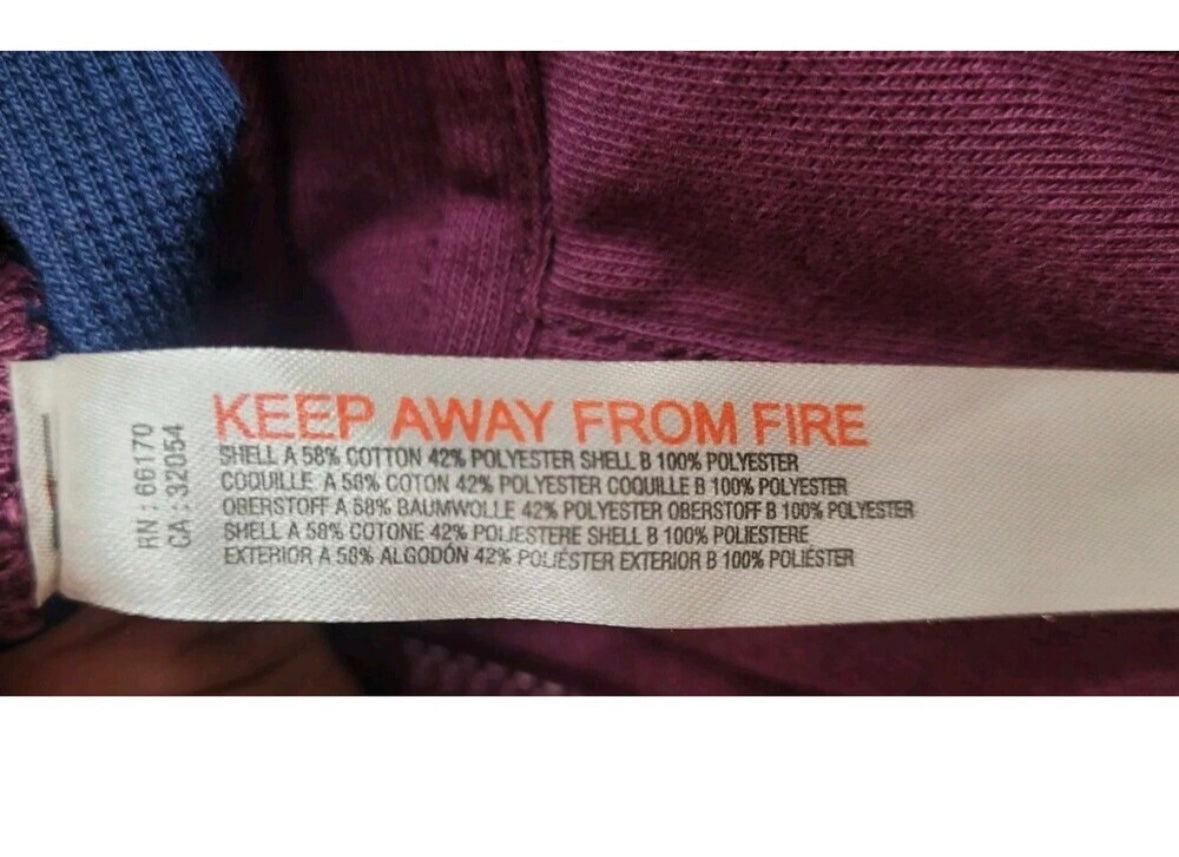 RN : 66170
CA : 32054
KEEP AWAY FROM FIRE
SHELL A 58% COTTON 42% POLYESTER SHELL B 100% POLYESTER
COQUILLE A 58% COTON 42% POLYESTER COQUILLE B 100% POLYESTER
OBERSTOFF A 58% BAUMWOLLE 42% POLYESTER OBERSTOFF B 100% POLYESTER
SHELL A 58% COTONE 42% POLIESTERE SHELL B 100% POLIESTERE
EXTERIOR A 58% ALGODÓN 42% POLIÉSTER EXTERIOR B 100% POLIÉSTER